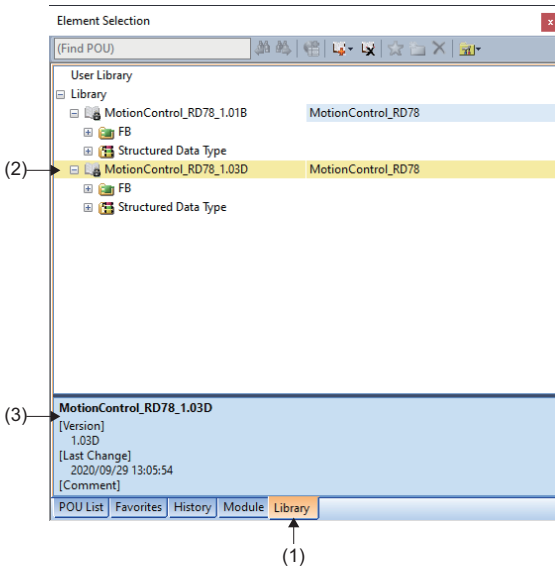 Element Selection
x
(Find POU)
User Library
Library
MotionControl_RD78_1.01B MotionControl_RD78
FB
Structured Data Type
(2) MotionControl_RD78_1.03D MotionControl_RD78
FB
Structured Data Type
(3) MotionControl_RD78_1.03D
[Version]
1.03D
[Last Change]
2020/09/29 13:05:54
[Comment]
POU List Favorites History Module Library
(1)